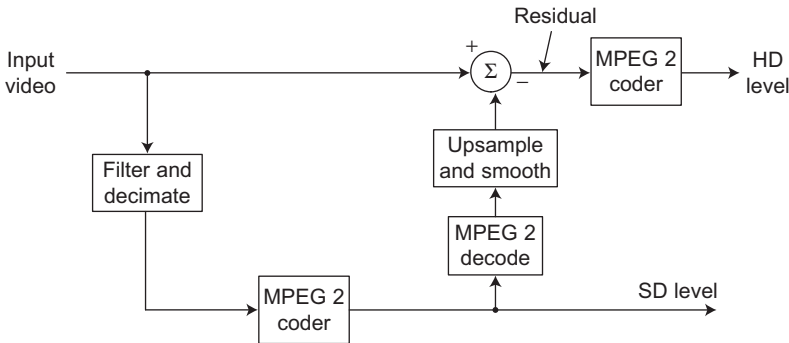 Residual
Input
video
+
Σ
−
MPEG 2
coder
HD
level
Filter and
decimate
Upsample
and smooth
MPEG 2
decode
MPEG 2
coder
SD level